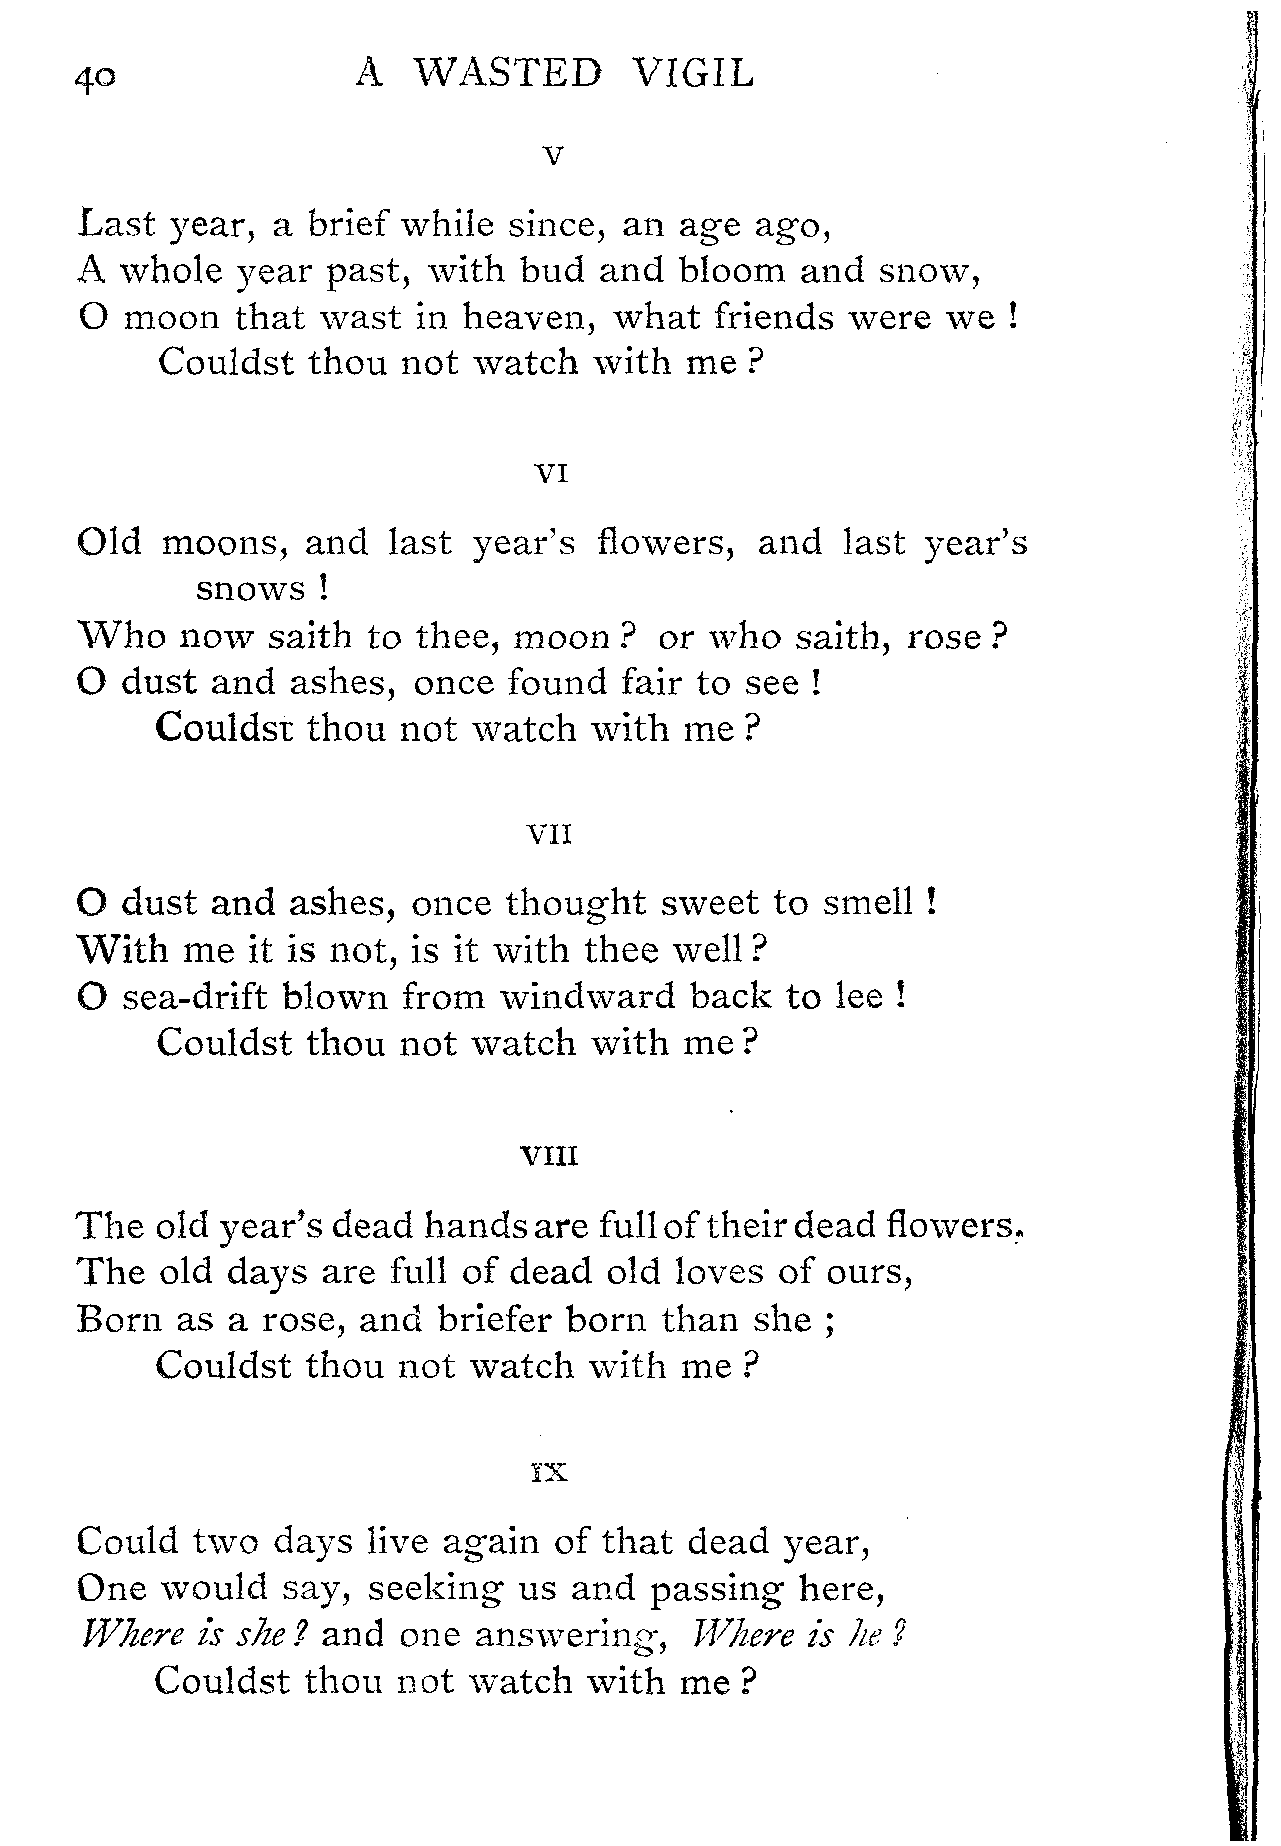 40 A WASTED VIGIL
V
Last year, a brief while since, an age ago,
A whole year past, with bud and bloom and snow,
O moon that wast in heaven, what friends were we !
Couldst thou not watch with me ?
VI
Old moons, and last year's flowers, and last year's
snows !
Who now saith to thee, moon ? or who saith, rose ?
O dust and ashes, once found fair to see !
Couldst thou not watch with me ?
VII
O dust and ashes, once thought sweet to smell !
With me it is not, is it with thee well ?
O sea-drift blown from windward back to lee !
Couldst thou not watch with me ?
VIII
The old year's dead hands are full of their dead flowers,
The old days are full of dead old loves of ours,
Born as a rose, and briefer born than she ;
Couldst thou not watch with me ?
IX
Could two days live again of that dead year,
One would say, seeking us and passing here,
Where is she ? and one answering, Where is he ?
Couldst thou not watch with me ?